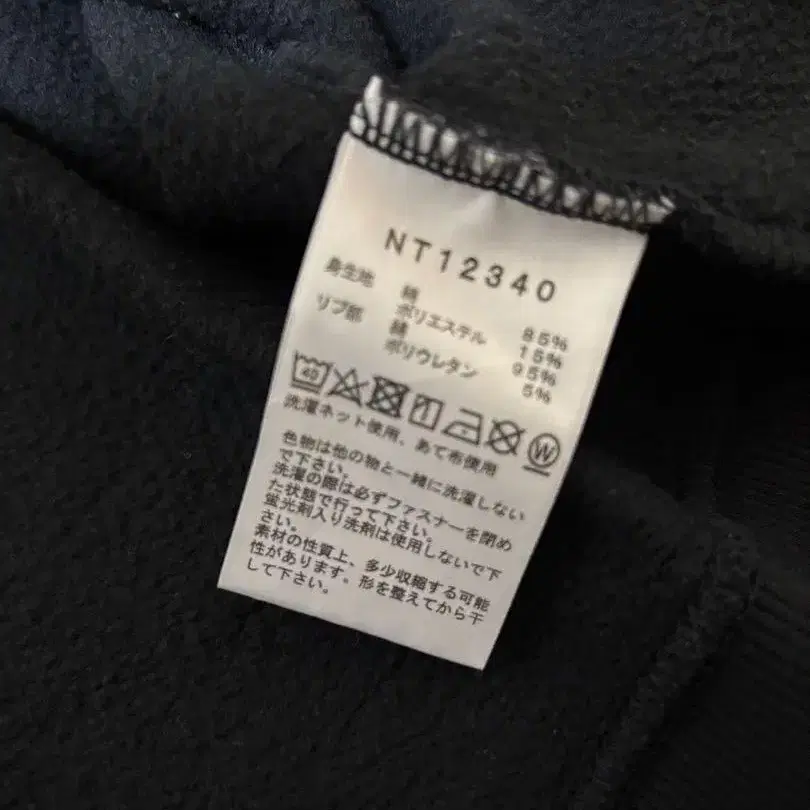 NT12340
身生地 綿 85%
ポリエステル 15%
リブ部 綿 95%
ポリウレタン 5%
40 W
洗濯ネット使用、あて布使用
色物は他の物と一緒に洗濯しない
で下さい。
洗濯の際は必ずファスナーを閉め
た状態で行って下さい。
蛍光剤入り洗剤は使用しないで下
さい。
素材の性質上、多少収縮する可能
性があります。形を整えてから干
して下さい。